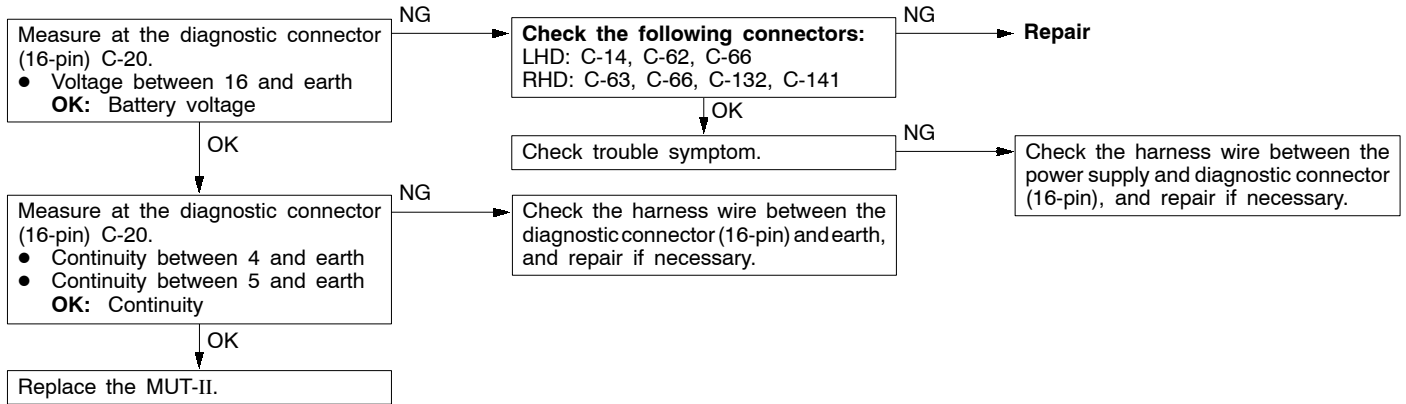 Measure at the diagnostic connector
(16-pin) C-20.
● Voltage between 16 and earth
OK: Battery voltage
NG
Check the following connectors:
LHD: C-14, C-62, C-66
RHD: C-63, C-66, C-132, C-141
NG
Repair
OK
Check trouble symptom.
NG
Check the harness wire between the
power supply and diagnostic connector
(16-pin), and repair if necessary.
OK
Measure at the diagnostic connector
(16-pin) C-20.
● Continuity between 4 and earth
● Continuity between 5 and earth
OK: Continuity
NG
Check the harness wire between the
diagnostic connector (16-pin) and earth,
and repair if necessary.
OK
Replace the MUT-II.